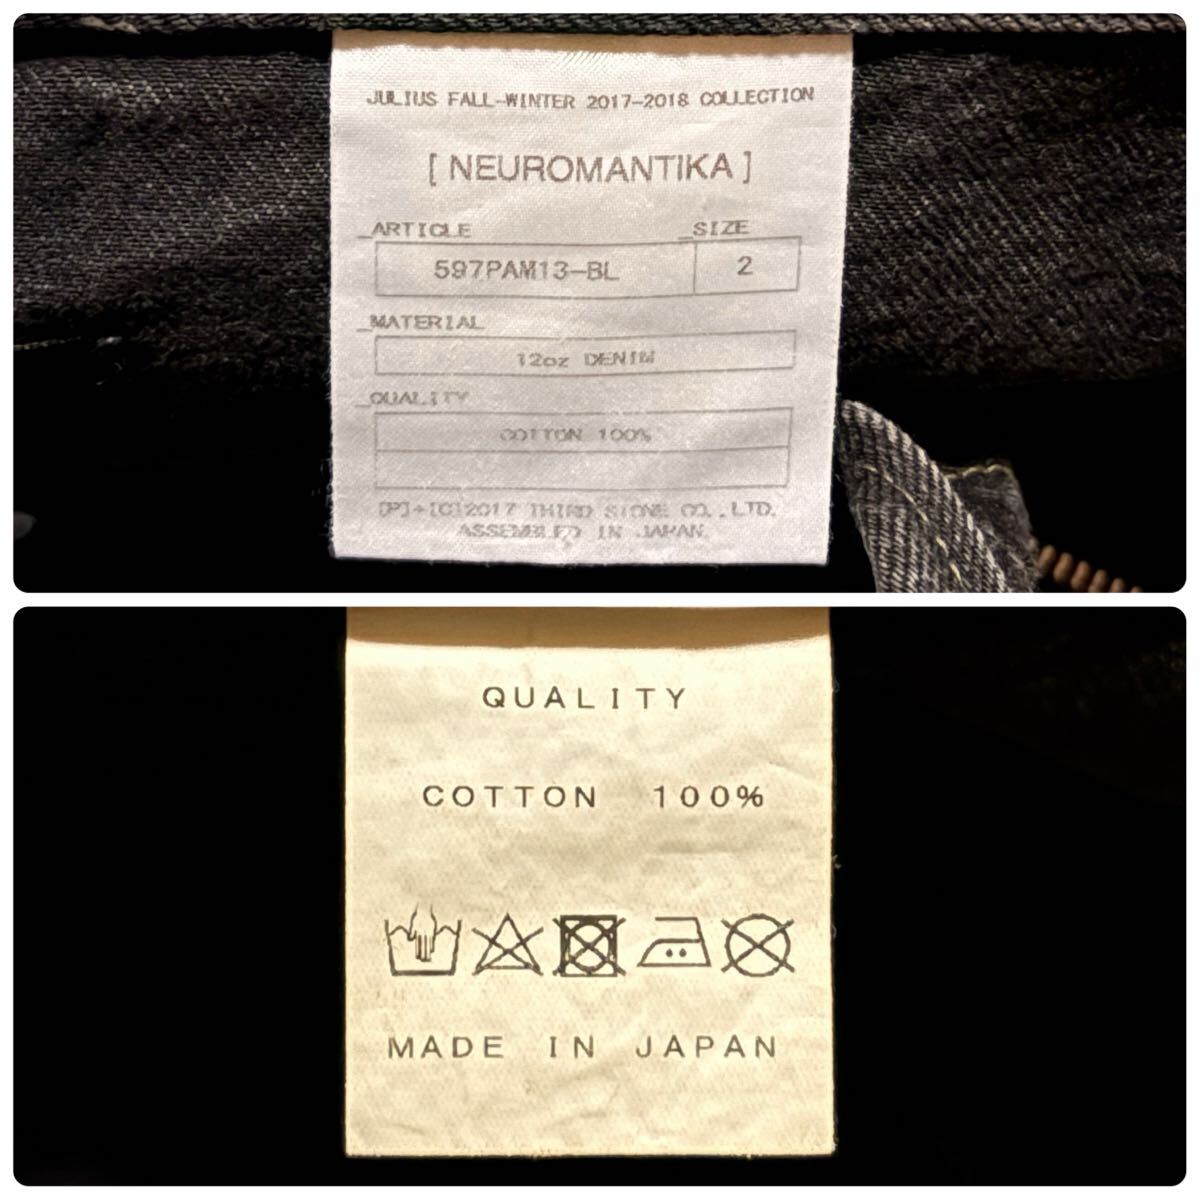 JULIUS FALL-WINTER 2017-2018 COLLECTION
[ NEUROMANTIKA ]
_ARTICLE _SIZE
597PAM13-BL 2
_MATERIAL
12oz DENIM
_QUALITY
COTTON 100%
[P]+[C]2017 THIRD STONE CO.,LTD.
ASSEMBLED IN JAPAN.
QUALITY
COTTON 100%
MADE IN JAPAN